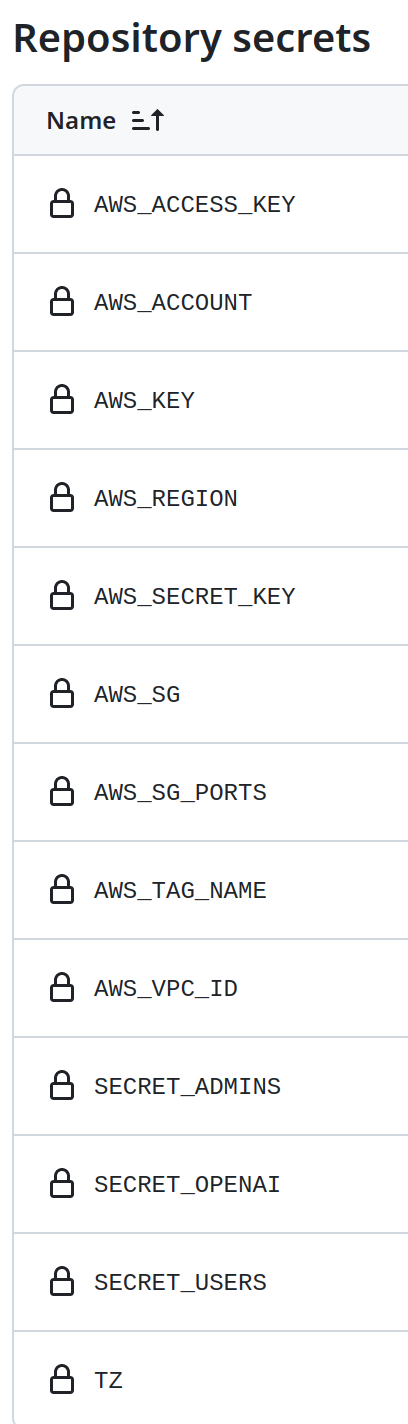 Repository secrets
Name
AWS_ACCESS_KEY
AWS_ACCOUNT
AWS_KEY
AWS_REGION
AWS_SECRET_KEY
AWS_SG
AWS_SG_PORTS
AWS_TAG_NAME
AWS_VPC_ID
SECRET_ADMINS
SECRET_OPENAI
SECRET_USERS
TZ